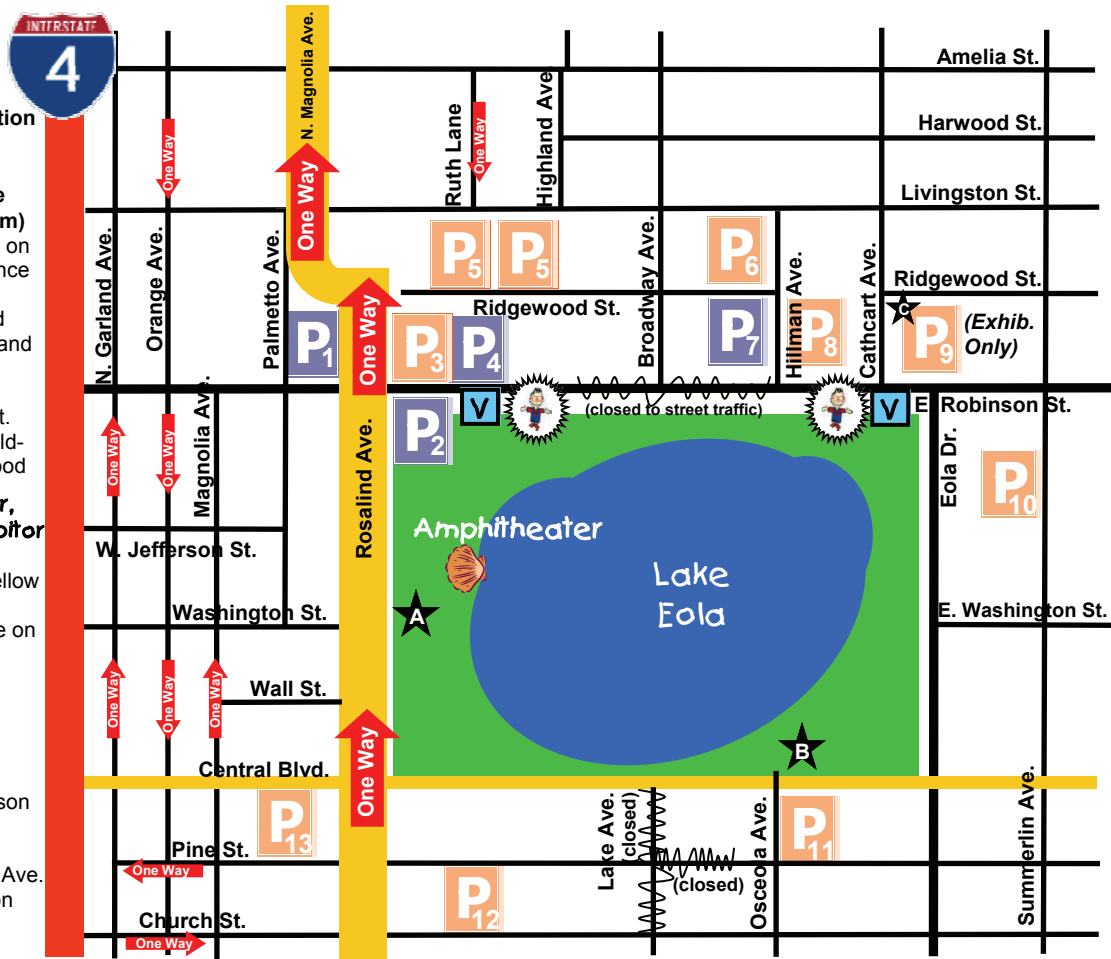 INTERSTATE
4
N. Magnolia Ave.
Amelia St.
tion
Ruth Lane
One Way
Highland Ave.
Harwood St.
One Way
One Way
e
m)
Livingston St.
on
nce
N. Garland Ave.
Orange Ave.
Palmetto Ave.
P5
P5
Broadway Ave.
P6
Hillman Ave.
Cathcart Ave.
Ridgewood St.
d
and
One Way
Ridgewood St.
P1
P3
P4
P7
P8
C
P9
(Exhib.
Only)
Magnolia Ave.
V
(closed to street traffic)
V
E. Robinson St.
t.
ld-
ood
One Way
One Way
Rosalind Ave.
P2
Eola Dr.
P10
r,
bitor
Amphitheater
W. Jefferson St.
ellow
Lake
Eola
Washington St.
A
E. Washington St.
e on
One Way
One Way
One Way
Wall St.
One Way
B
Central Blvd.
son
P13
Lake Ave.
(closed)
Osceola Ave.
P11
Summerlin Ave.
Pine St.
One Way
(closed)
Ave.
on
P12
Church St.
One Way